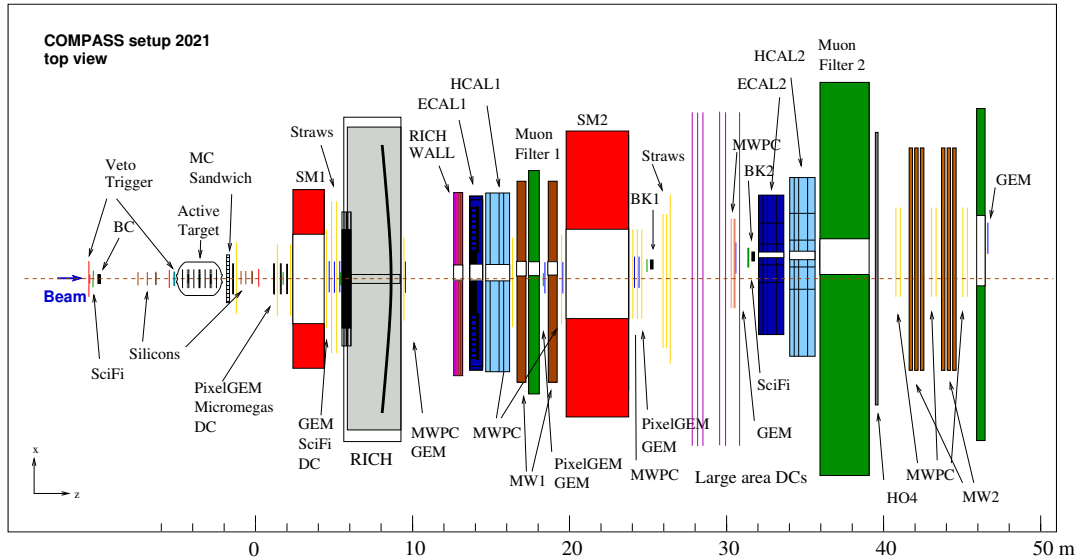 COMPASS setup 2021
top view
Muon
Filter 2
HCAL2
ECAL2
HCAL1
ECAL1
SM2
RICH
WALL
Muon
Filter 1
Straws
MWPC
BK2
Straws
SM1
MC
Sandwich
Veto
Trigger
BC
Active
Target
BK1
GEM
Beam
SciFi
Silicons
PixelGEM
Micromegas
DC
GEM
SciFi
DC
RICH
MWPC
GEM
MWPC
MW1
PixelGEM
GEM
PixelGEM
GEM
MWPC
Large area DCs
GEM
SciFi
HO4
MWPC
MW2
x
z
0
10
20
30
40
50 m